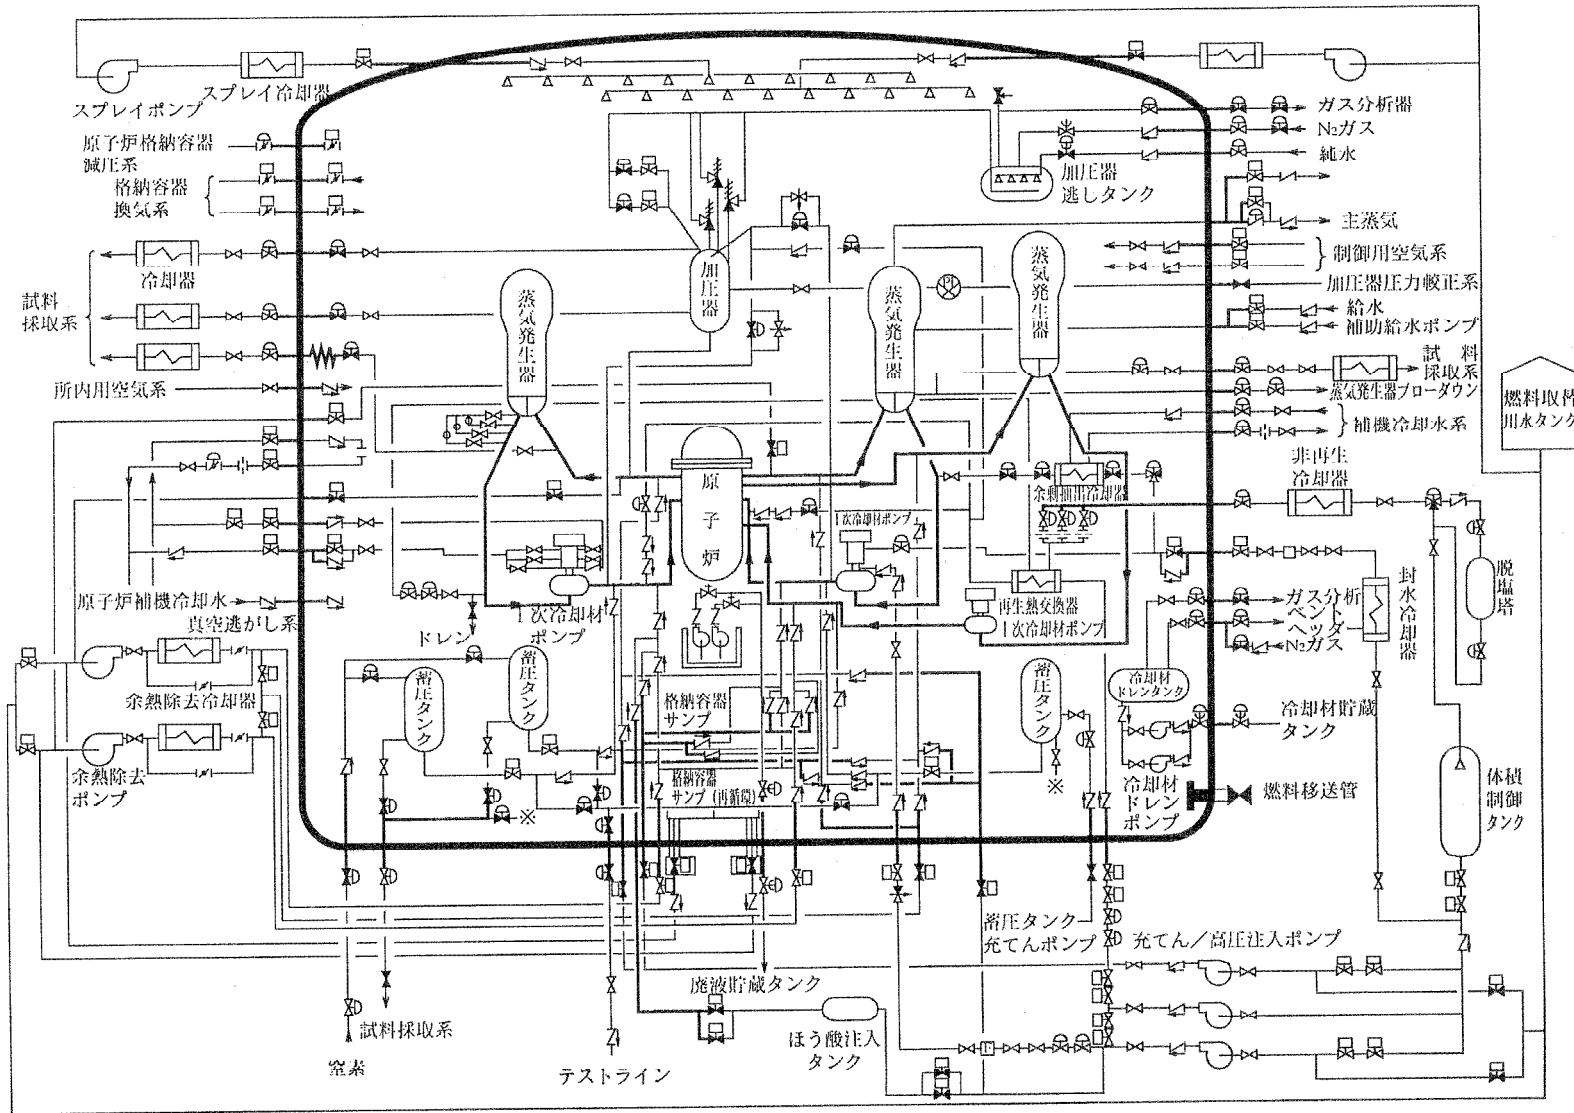 スプレイポンプ
スプレイ冷却器
原子炉格納容器
減圧系
格納容器
換気系
冷却器
試料
採取系
所内用空気系
原子炉補機冷却水
真空逃がし系
余熱除去冷却器
余熱除去
ポンプ
ガス分析器
N₂ガス
純水
加圧器
逃しタンク
主蒸気
制御用空気系
加圧器圧力較正系
給水
補助給水ポンプ
試料
採取系
蒸気発生器ブローダウン
補機冷却水系
燃料取替
用水タンク
加圧器
蒸気発生器
蒸気発生器
蒸気発生器
PI
原子炉
余剰抽出冷却器
非再生
冷却器
1次冷却材ポンプ
再生熱交換器
1次冷却材ポンプ
1次冷却材
ポンプ
ドレン
ガス分析
ベント
ヘッダ
N₂ガス
封水冷却器
脱塩塔
蓄圧タンク
蓄圧タンク
蓄圧タンク
格納容器
サンプ
格納容器
サンプ(再循環)
冷却材
ドレンタンク
冷却材貯蔵
タンク
冷却材
ドレン
ポンプ
燃料移送管
体積
制御
タンク
※
※
蓄圧タンク
充てんポンプ
充てん/高圧注入ポンプ
廃液貯蔵タンク
ほう酸注入
タンク
試料採取系
窒素
テストライン